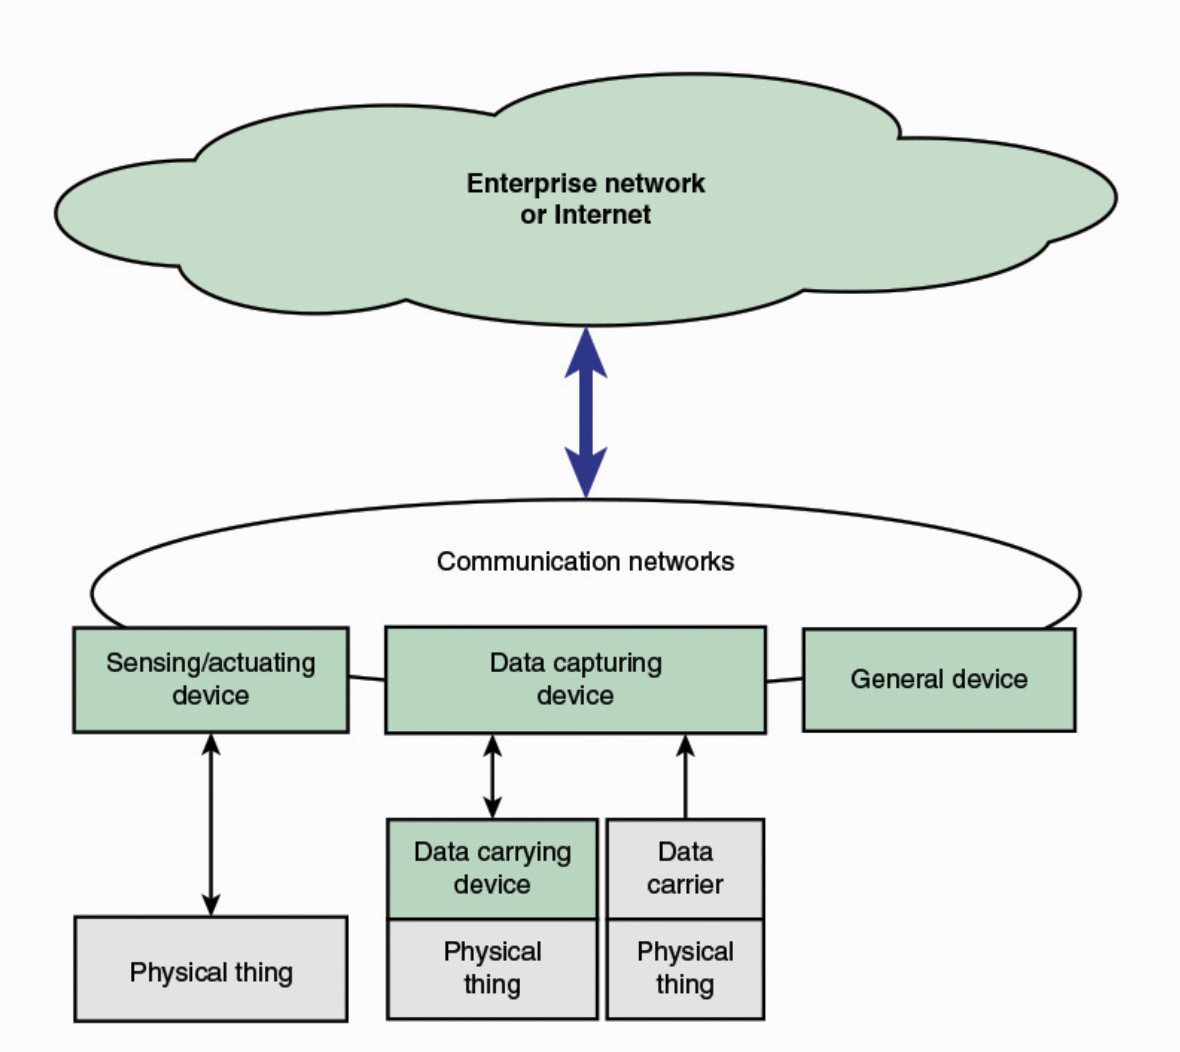 Enterprise network
or Internet
Communication networks
Sensing/actuating
device
Data capturing
device
General device
Data carrying
device
Data
carrier
Physical thing
Physical
thing
Physical
thing